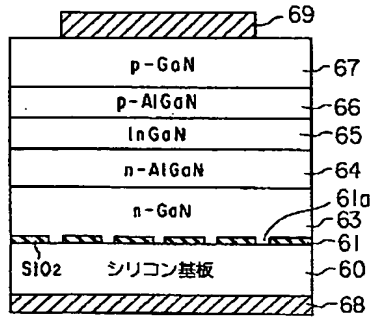 69
p-GaN 67
p-AlGaN 66
InGaN 65
n-AlGaN 64
61a
n-GaN 63
61
SiO2 シリコン基板 60
68